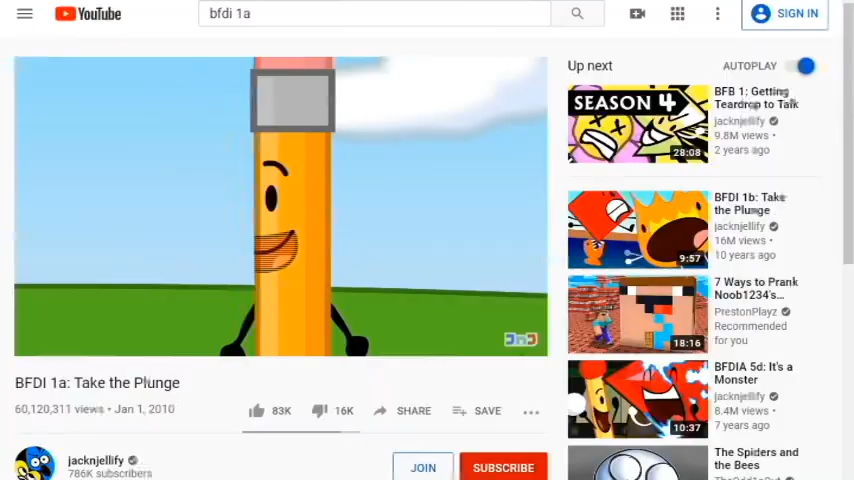 YouTube
bfdi 1a
SIGN IN
Up next
AUTOPLAY
SEASON 4
28:08
BFB 1: Getting
Teardrop to Talk
jacknjellify
9.8M views •
2 years ago
9:57
BFDI 1b: Take
the Plunge
jacknjellify
16M views •
10 years ago
18:16
7 Ways to Prank
Noob1234's...
PrestonPlayz
Recommended
for you
10:37
BFDIA 5d: It's a
Monster
jacknjellify
8.4M views •
7 years ago
The Spiders and
the Bees
TheOdd1sOut
jnj
BFDI 1a: Take the Plunge
60,120,311 views • Jan 1, 2010
83K
16K
SHARE
SAVE
jacknjellify
786K subscribers
JOIN
SUBSCRIBE